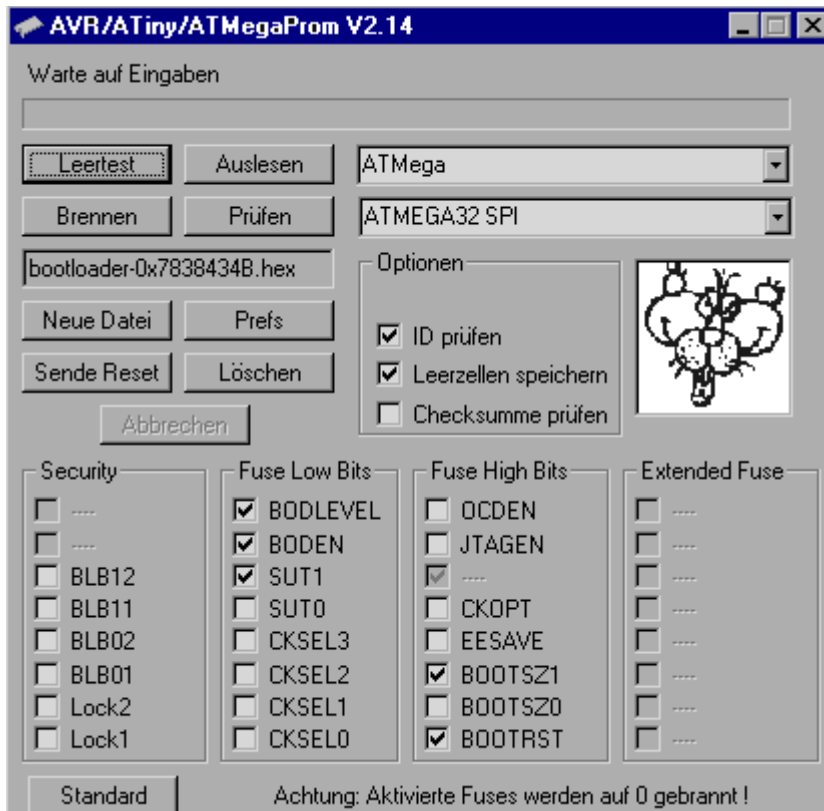 AVR/ATiny/ATMegaProm V2.14
Warte auf Eingaben
Leertest Auslesen ATMega
Brennen Prüfen ATMEGA32 SPI
bootloader-0x7838434B.hex
Optionen
Neue Datei Prefs
ID prüfen
Sende Reset Löschen
Leerzellen speichern
Abbrechen
Checksumme prüfen
Security Fuse Low Bits Fuse High Bits Extended Fuse
---- BODLEVEL OCDEN ----
---- BODEN JTAGEN ----
BLB12 SUT1 ---- ----
BLB11 SUT0 CKOPT ----
BLB02 CKSEL3 EESAVE ----
BLB01 CKSEL2 BOOTSZ1 ----
Lock2 CKSEL1 BOOTSZ0 ----
Lock1 CKSEL0 BOOTRST ----
Standard Achtung: Aktivierte Fuses werden auf 0 gebrannt !